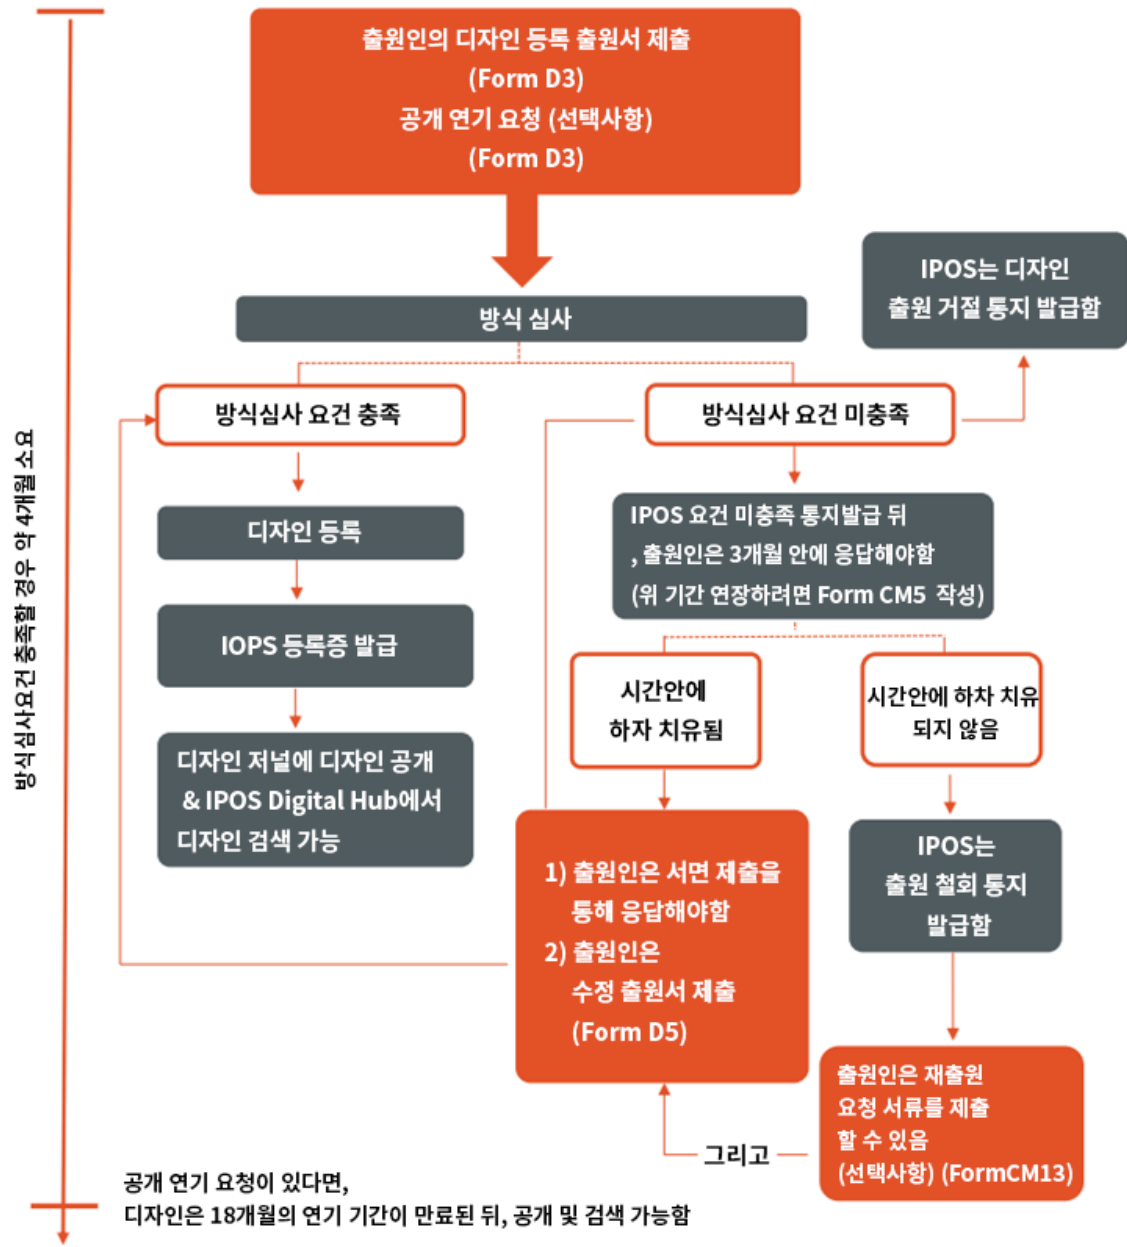 출원인의 디자인 등록 출원서 제출
(Form D3)
공개 연기 요청 (선택사항)
(Form D3)
방식 심사
IPOS는 디자인
출원 거절 통지 발급함
방식심사 요건 충족
방식심사 요건 미충족
디자인 등록
IOPS 등록증 발급
디자인 저널에 디자인 공개
& IPOS Digital Hub에서
디자인 검색 가능
IPOS 요건 미충족 통지발급 뒤
, 출원인은 3개월 안에 응답해야함
(위 기간 연장하려면 Form CM5 작성)
시간안에
하자 치유됨
시간안에 하차 치유
되지 않음
1) 출원인은 서면 제출을
통해 응답해야함
2) 출원인은
수정 출원서 제출
(Form D5)
IPOS는
출원 철회 통지
발급함
출원인은 재출원
요청 서류를 제출
할 수 있음
(선택사항) (FormCM13)
그리고
방식심사요건 충족할 경우 약 4개월 소요
공개 연기 요청이 있다면,
디자인은 18개월의 연기 기간이 만료된 뒤, 공개 및 검색 가능함